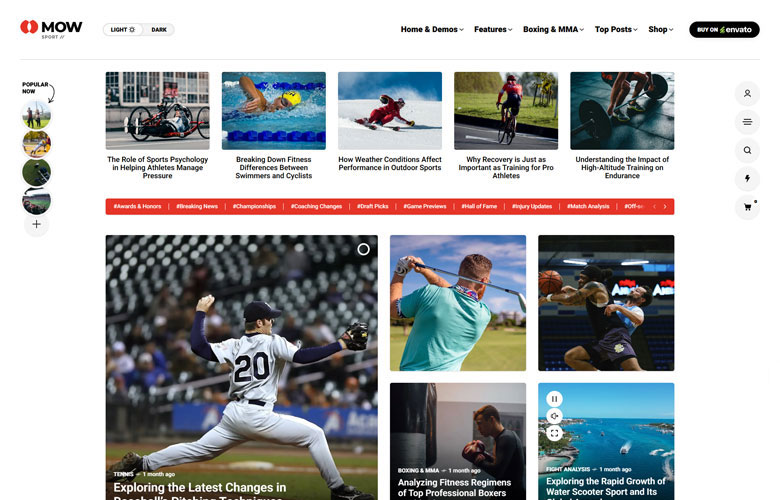 MOW
SPORT //
LIGHT
DARK
Home & Demos
Features
Boxing & MMA
Top Posts
Shop
BUY ON envato
POPULAR
NOW
The Role of Sports Psychology
in Helping Athletes Manage
Pressure
Breaking Down Fitness
Differences Between
Swimmers and Cyclists
How Weather Conditions Affect
Performance in Outdoor Sports
Why Recovery is Just as
Important as Training for Pro
Athletes
Understanding the Impact of
High-Altitude Training on
Endurance
#Awards & Honors
#Breaking News
#Championships
#Coaching Changes
#Draft Picks
#Game Previews
#Hall of Fame
#Injury Updates
#Match Analysis
#Off-se
20
TENNIS
1 month ago
Exploring the Latest Changes in
Baseball's Pitching Techniques
BOXING & MMA
1 month ago
Analyzing Fitness Regimens
of Top Professional Boxers
FIGHT ANALYSIS
1 month ago
Exploring the Rapid Growth of
Water Scooter Sport and Its